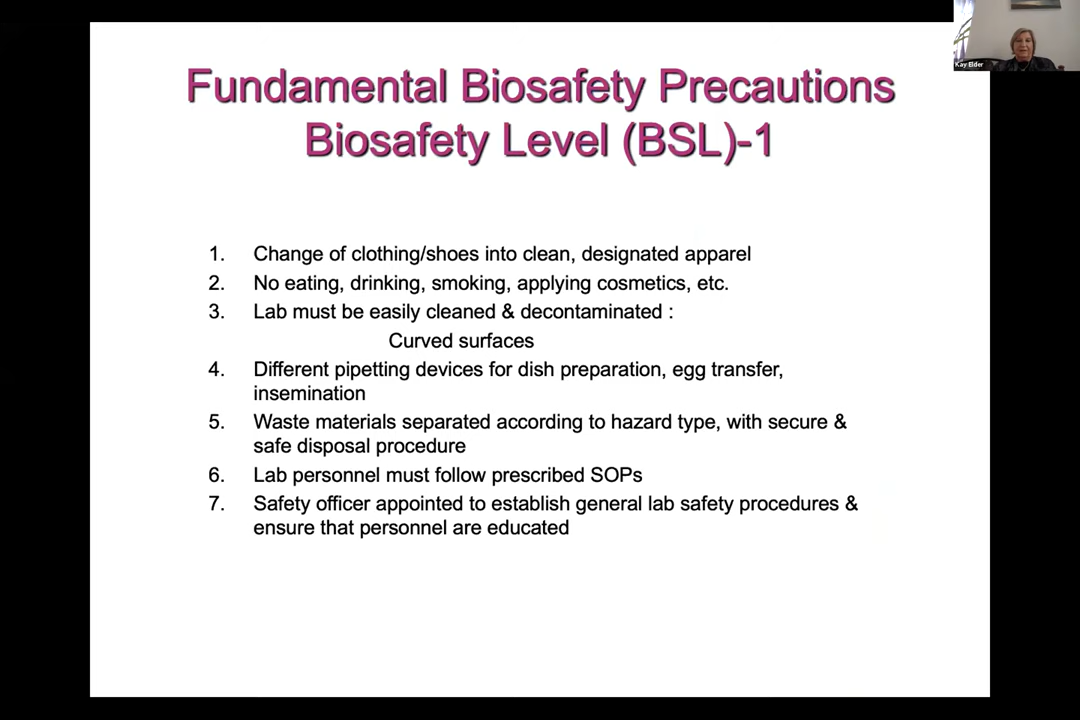 Kay Elder
Fundamental Biosafety Precautions
Biosafety Level (BSL)-1
1. Change of clothing/shoes into clean, designated apparel
2. No eating, drinking, smoking, applying cosmetics, etc.
3. Lab must be easily cleaned & decontaminated :
Curved surfaces
4. Different pipetting devices for dish preparation, egg transfer,
insemination
5. Waste materials separated according to hazard type, with secure &
safe disposal procedure
6. Lab personnel must follow prescribed SOPs
7. Safety officer appointed to establish general lab safety procedures &
ensure that personnel are educated